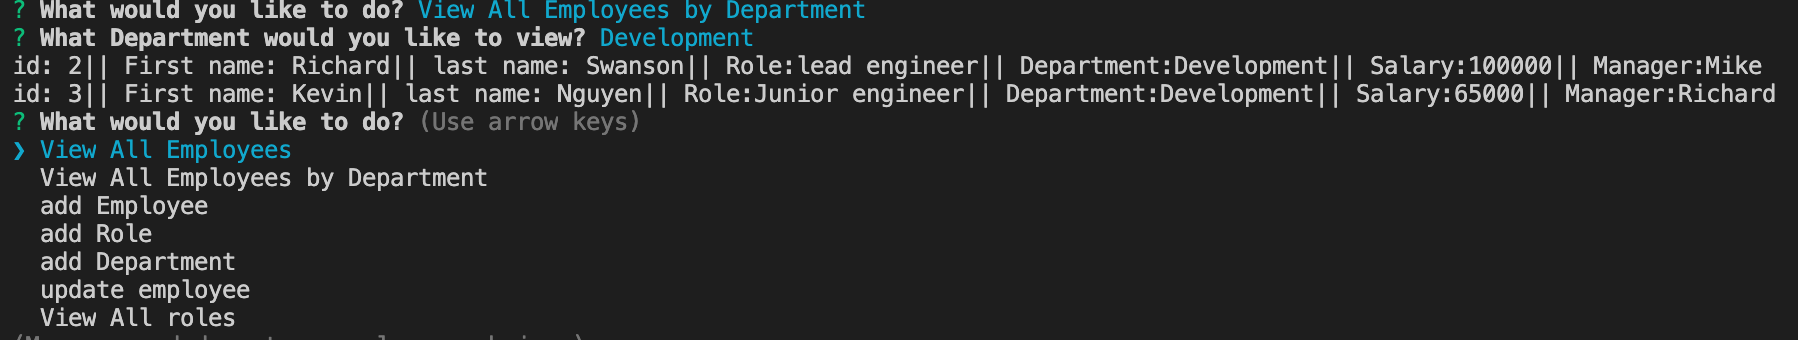 ? What would you like to do? View All Employees by Department
? What Department would you like to view? Development
id: 2|| First name: Richard|| last name: Swanson|| Role:lead engineer|| Department:Development|| Salary:100000|| Manager:Mike
id: 3|| First name: Kevin|| last name: Nguyen|| Role:Junior engineer|| Department:Development|| Salary:65000|| Manager:Richard
? What would you like to do? (Use arrow keys)
❯ View All Employees
View All Employees by Department
add Employee
add Role
add Department
update employee
View All roles